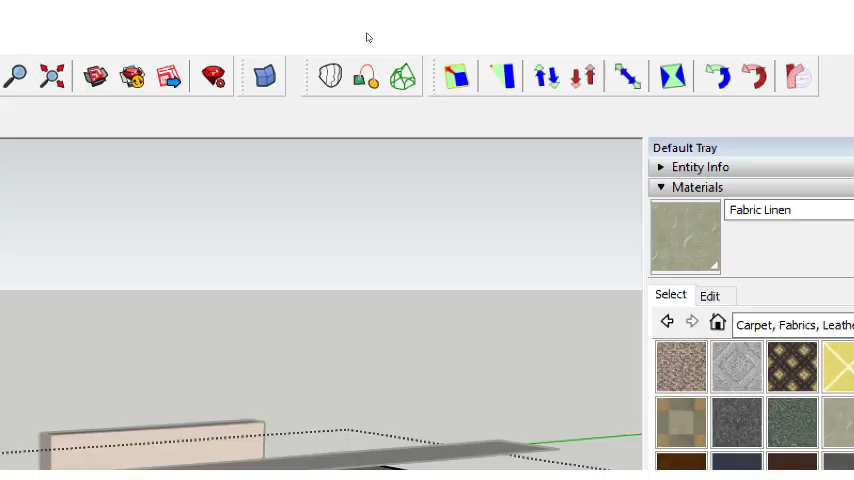 Default Tray
Entity Info
Materials
Fabric Linen
Select
Edit
Carpet, Fabrics, Leathe